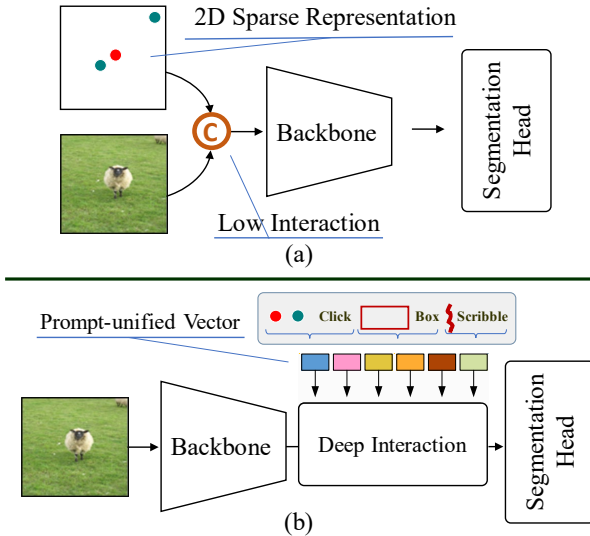 2D Sparse Representation
C
Backbone
Segmentation
Head
Low Interaction
(a)
Prompt-unified Vector
Click
Box
Scribble
Backbone
Deep Interaction
Segmentation
Head
(b)